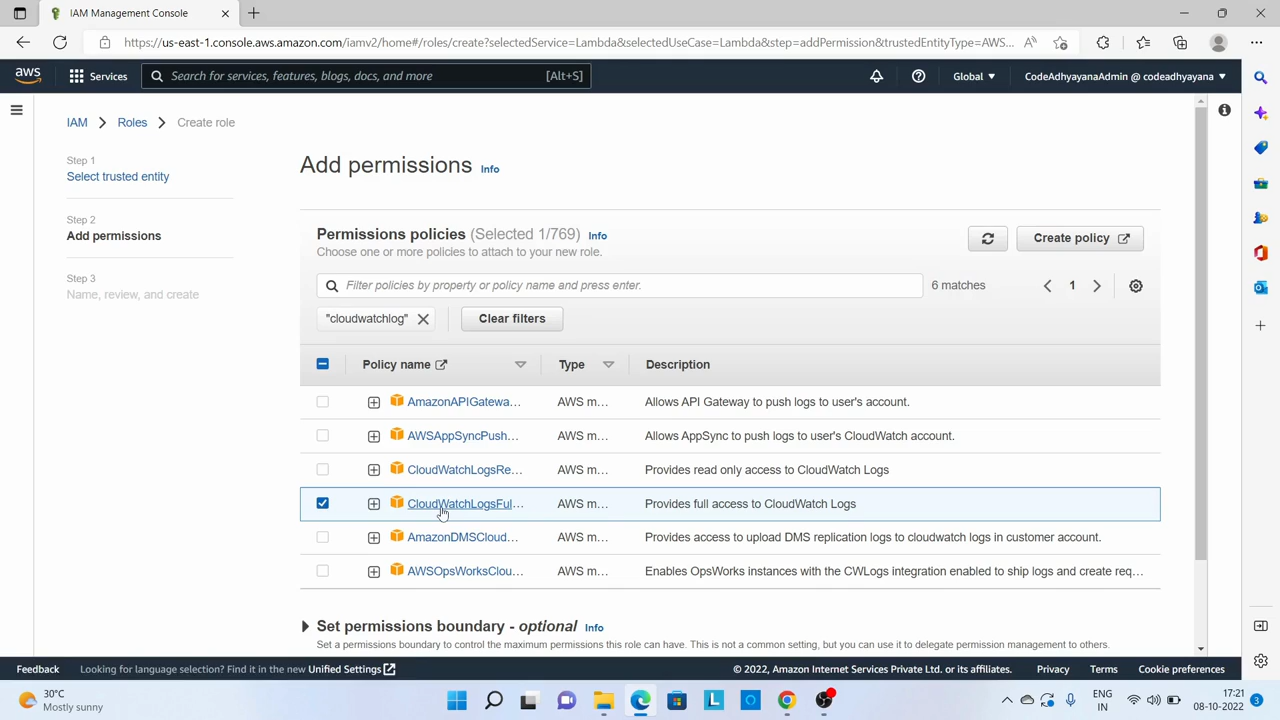 IAM Management Console
https://us-east-1.console.aws.amazon.com/iamv2/home#/roles/create?selectedService=Lambda&selectedUseCase=Lambda&step=addPermission&trustedEntityType=AWS...
aws Services Search for services, features, blogs, docs, and more [Alt+S] Global CodeAdhyayanaAdmin @ codeadhyayana
IAM Roles Create role
Step 1
Select trusted entity
Step 2
Add permissions
Step 3
Name, review, and create
Add permissions Info
Permissions policies (Selected 1/769) Info
Choose one or more policies to attach to your new role.
Create policy
Filter policies by property or policy name and press enter. 6 matches 1
"cloudwatchlog" Clear filters
Policy name Type Description
AmazonAPIGatewa... AWS m... Allows API Gateway to push logs to user's account.
AWSAppSyncPush... AWS m... Allows AppSync to push logs to user's CloudWatch account.
CloudWatchLogsRe... AWS m... Provides read only access to CloudWatch Logs
CloudWatchLogsFul... AWS m... Provides full access to CloudWatch Logs
AmazonDMSCloud... AWS m... Provides access to upload DMS replication logs to cloudwatch logs in customer account.
AWSOpsWorksClou... AWS m... Enables OpsWorks instances with the CWLogs integration enabled to ship logs and create req...
Set permissions boundary - optional Info
Set a permissions boundary to control the maximum permissions this role can have. This is not a common setting, but you can use it to delegate permission management to others.
Feedback Looking for language selection? Find it in the new Unified Settings © 2022, Amazon Internet Services Private Ltd. or its affiliates. Privacy Terms Cookie preferences
30°C
Mostly sunny
ENG
IN
17:21
08-10-2022
3